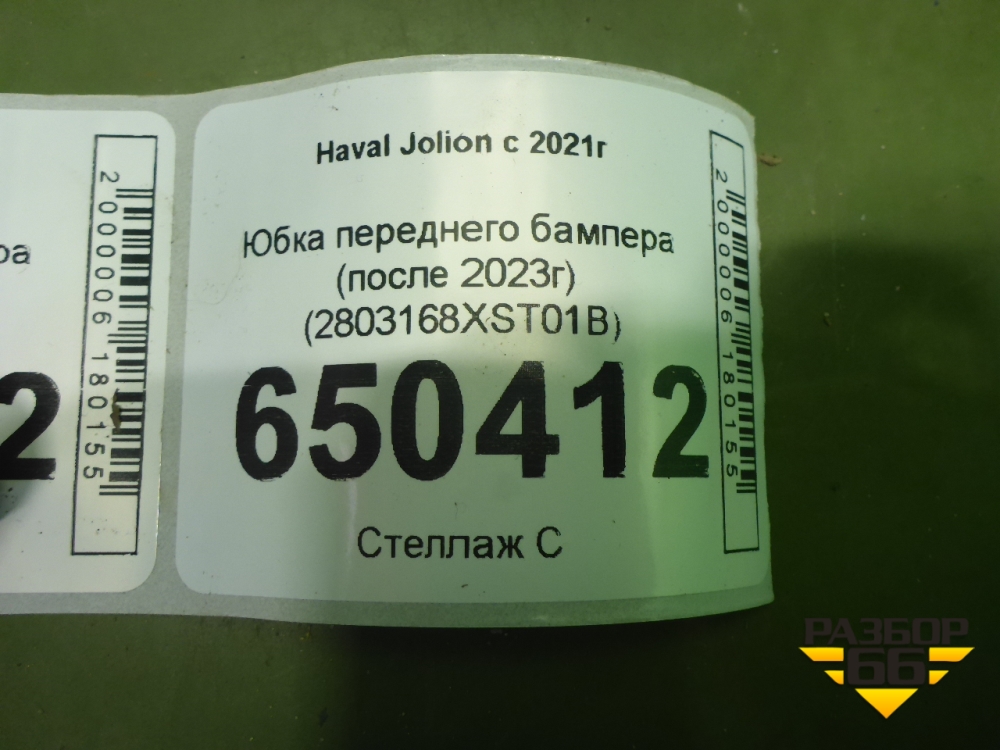 Haval Jolion с 2021г
Юбка переднего бампера
(после 2023г)
(2803168XST01B)
650412
Стеллаж С
2000006180155
ра
2
2000006180155
РАЗБОР
66